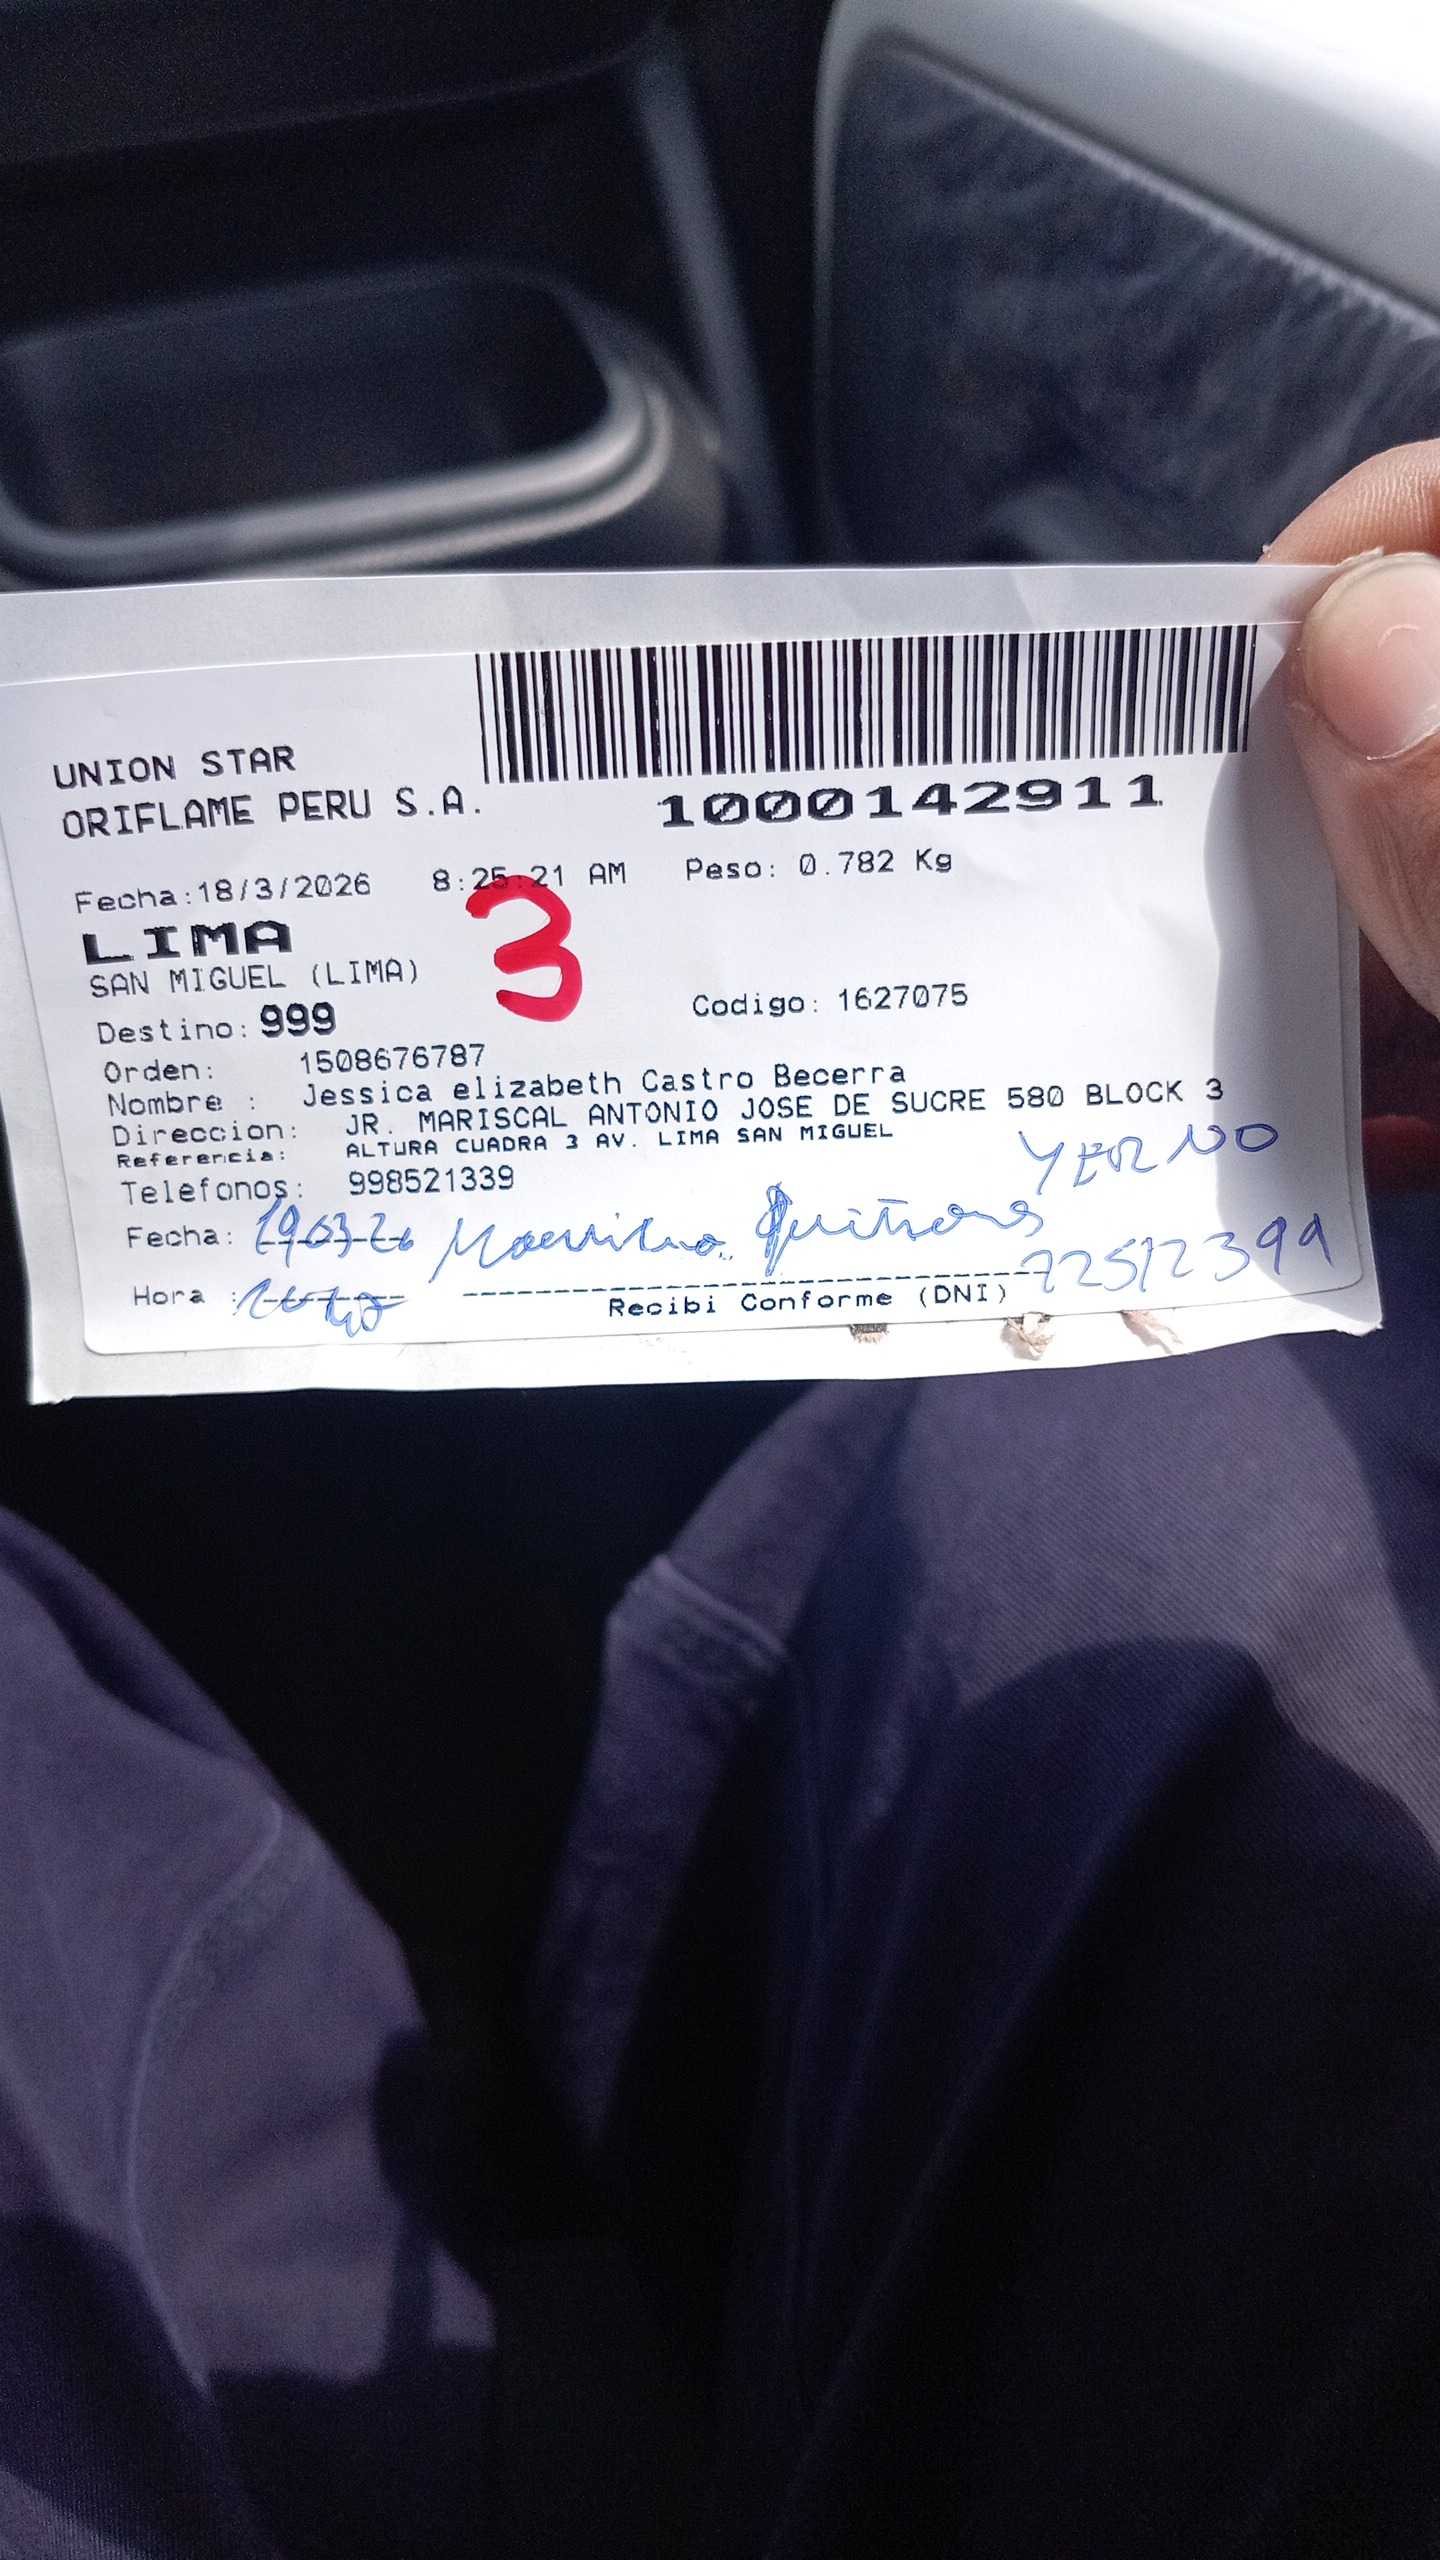 UNION STAR
ORIFLAME PERU S.A.
1000142911
Fecha:18/3/2026 8:25:21 AM Peso: 0.782 Kg
LIMA
3
SAN MIGUEL (LIMA)
Destino: 999 Codigo: 1627075
Orden: 1508676787
Nombre : Jessica elizabeth Castro Becerra
Direccion: JR. MARISCAL ANTONIO JOSE DE SUCRE 580 BLOCK 3
Referencia: ALTURA CUADRA 3 AV. LIMA SAN MIGUEL
YERNO
Telefonos: 998521339
Fecha: 19-03-26 Quiñones
Hora : 72512399
Recibi Conforme (DNI)